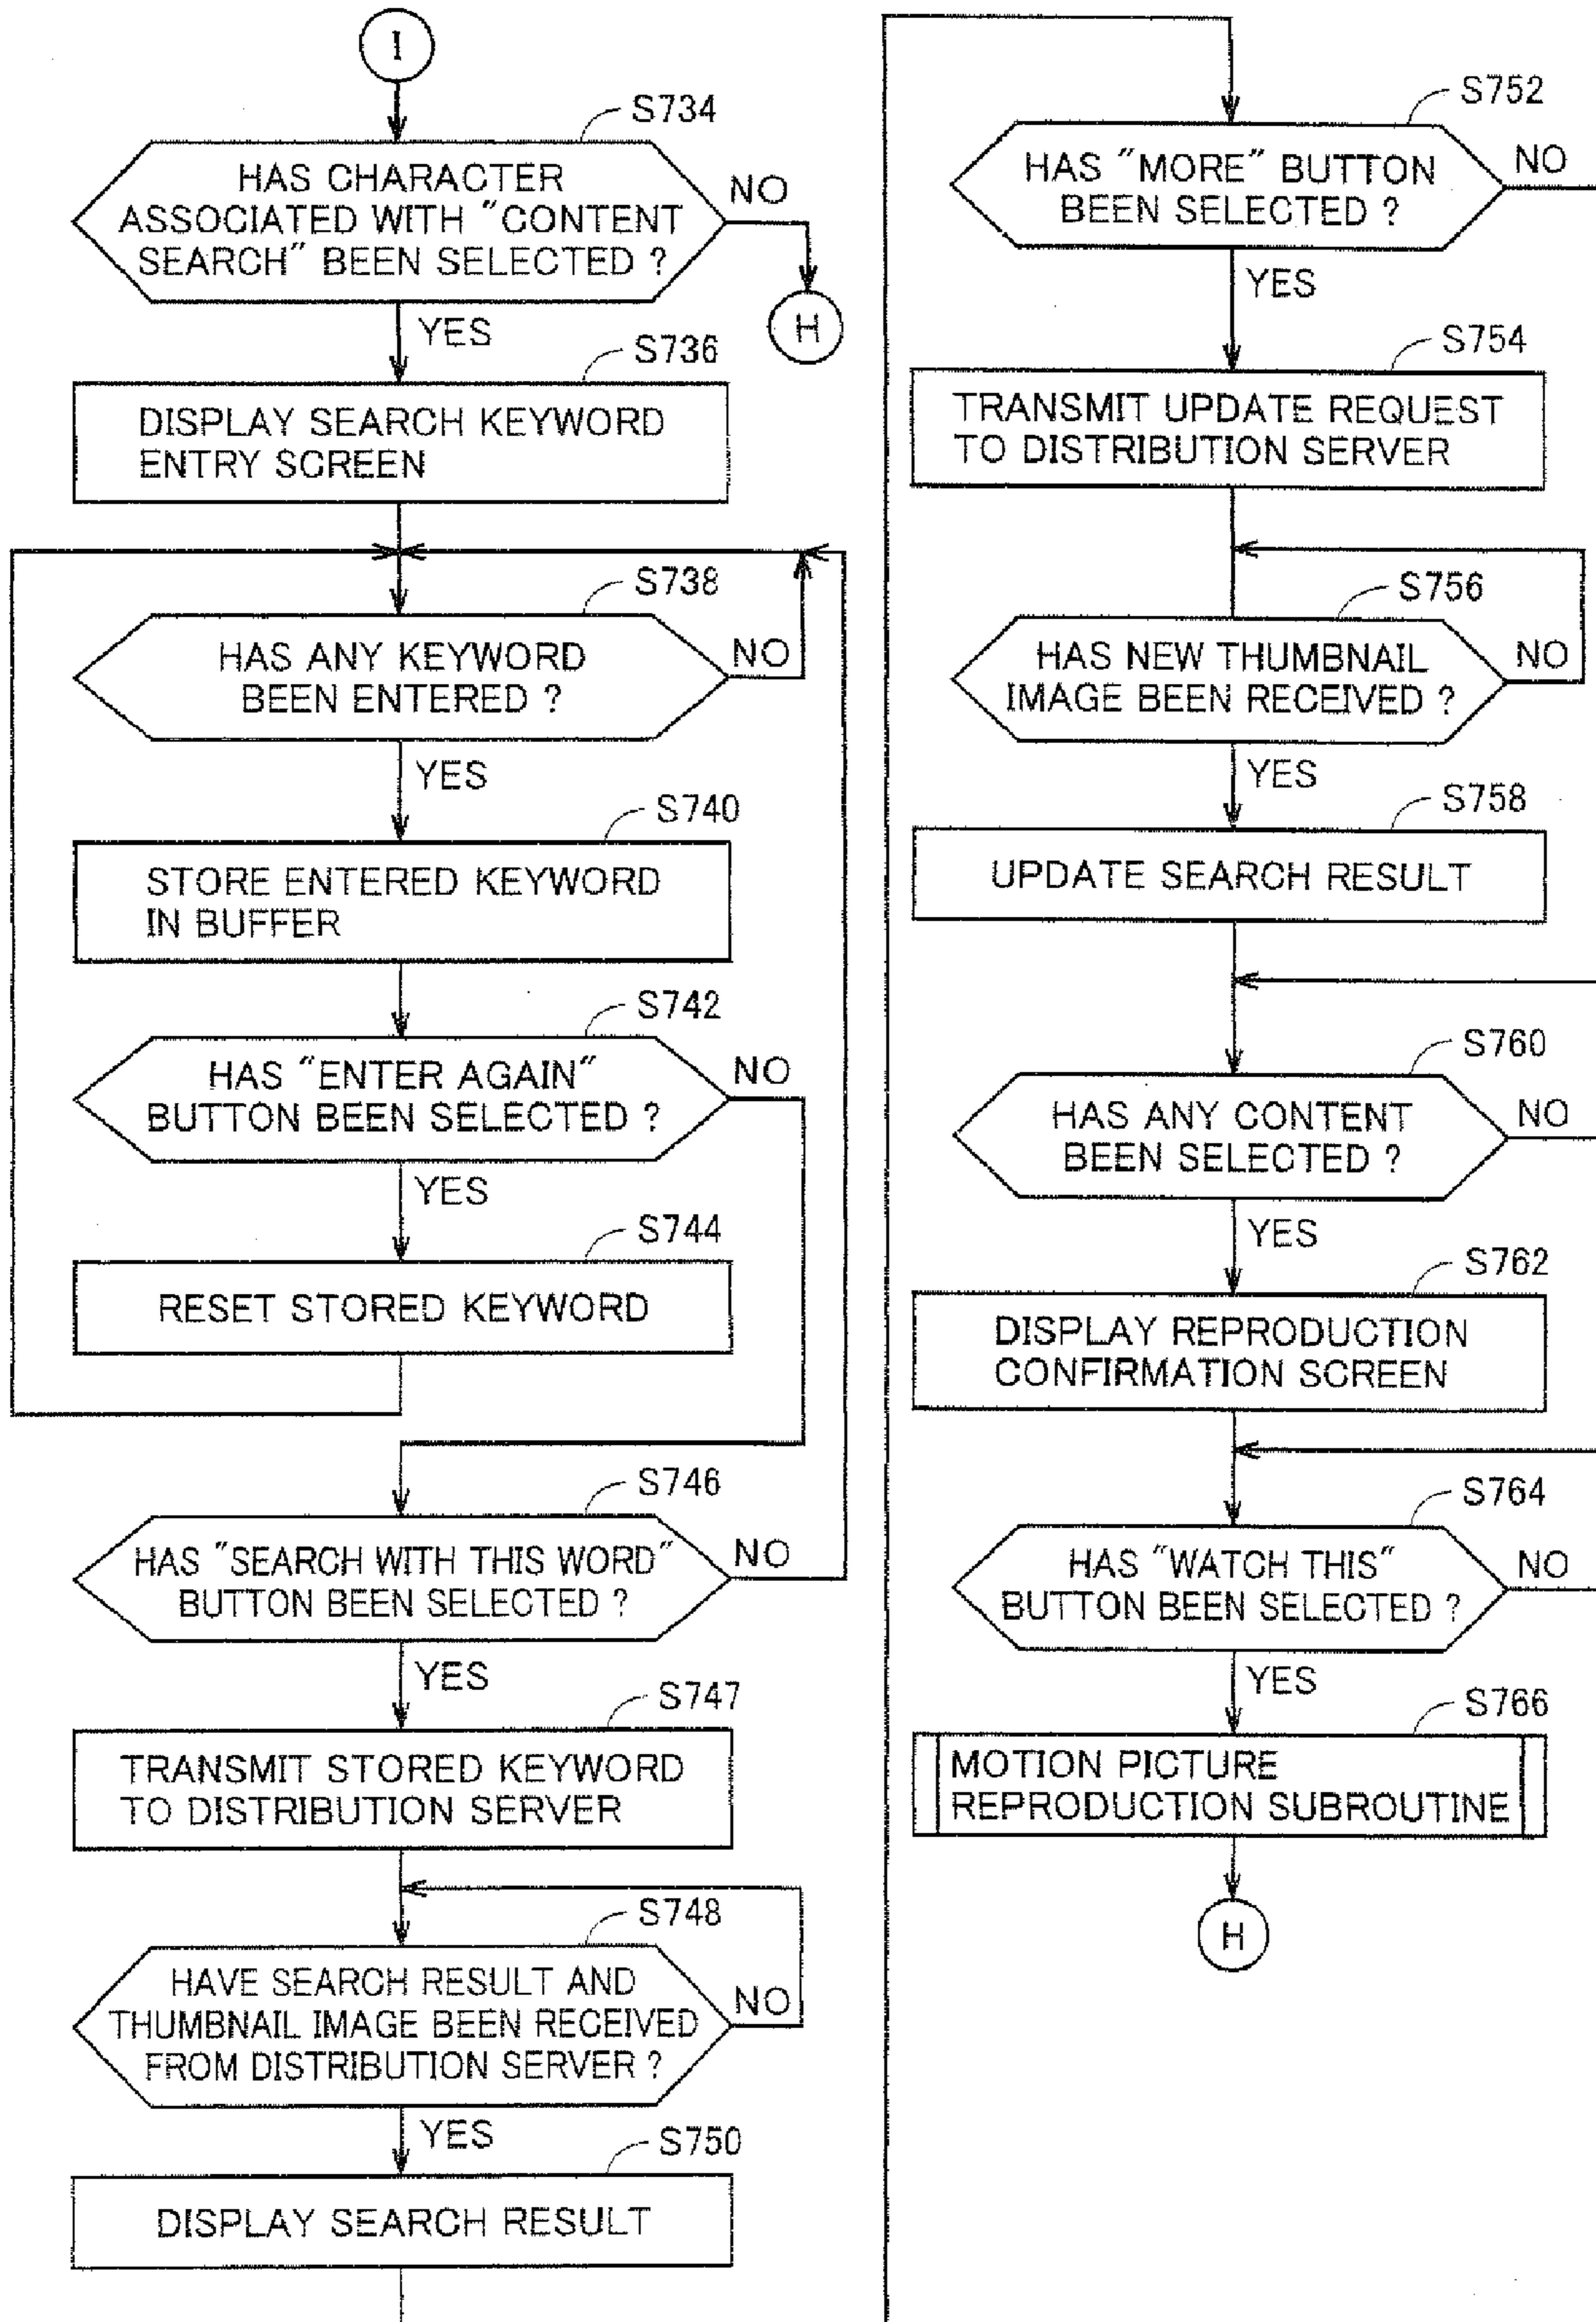 I
S734
HAS CHARACTER
ASSOCIATED WITH "CONTENT
SEARCH" BEEN SELECTED ?
NO
H
YES
S736
DISPLAY SEARCH KEYWORD
ENTRY SCREEN
S738
HAS ANY KEYWORD
BEEN ENTERED ?
NO
YES
S740
STORE ENTERED KEYWORD
IN BUFFER
S742
HAS "ENTER AGAIN"
BUTTON BEEN SELECTED ?
NO
YES
S744
RESET STORED KEYWORD
S746
HAS "SEARCH WITH THIS WORD"
BUTTON BEEN SELECTED ?
NO
YES
S747
TRANSMIT STORED KEYWORD
TO DISTRIBUTION SERVER
S748
HAVE SEARCH RESULT AND
THUMBNAIL IMAGE BEEN RECEIVED
FROM DISTRIBUTION SERVER ?
NO
YES
S750
DISPLAY SEARCH RESULT
S752
HAS "MORE" BUTTON
BEEN SELECTED ?
NO
YES
S754
TRANSMIT UPDATE REQUEST
TO DISTRIBUTION SERVER
S756
HAS NEW THUMBNAIL
IMAGE BEEN RECEIVED ?
NO
YES
S758
UPDATE SEARCH RESULT
S760
HAS ANY CONTENT
BEEN SELECTED ?
NO
YES
S762
DISPLAY REPRODUCTION
CONFIRMATION SCREEN
S764
HAS "WATCH THIS"
BUTTON BEEN SELECTED ?
NO
YES
S766
MOTION PICTURE
REPRODUCTION SUBROUTINE
H